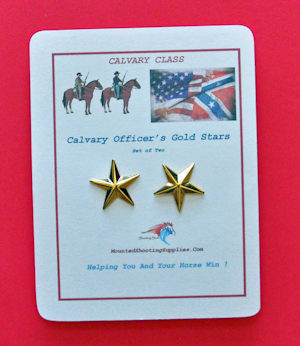 CALVARY CLASS
Calvary Officer's Gold Stars
Set of Two
MountedShootingSupplies.Com
Helping You And Your Horse Win !